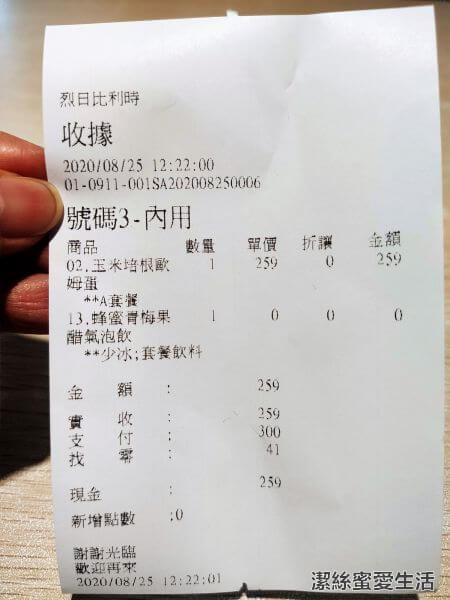 烈日比利時
收據
2020/08/25 12:22:00
01-0911-001SA202008250006
號碼3-內用
商品 數量 單價 折讓 金額
02.玉米培根歐 1 259 0 259
姆蛋
**A套餐
13.蜂蜜青梅果 1 0 0 0
醋氣泡飲
**少冰;套餐飲料
金 額 : 259
實 收 : 259
支 付 : 300
找 零 : 41
現金 : 259
新增點數 :0
謝謝光臨
歡迎再來
2020/08/25 12:22:01
潔絲蜜愛生活